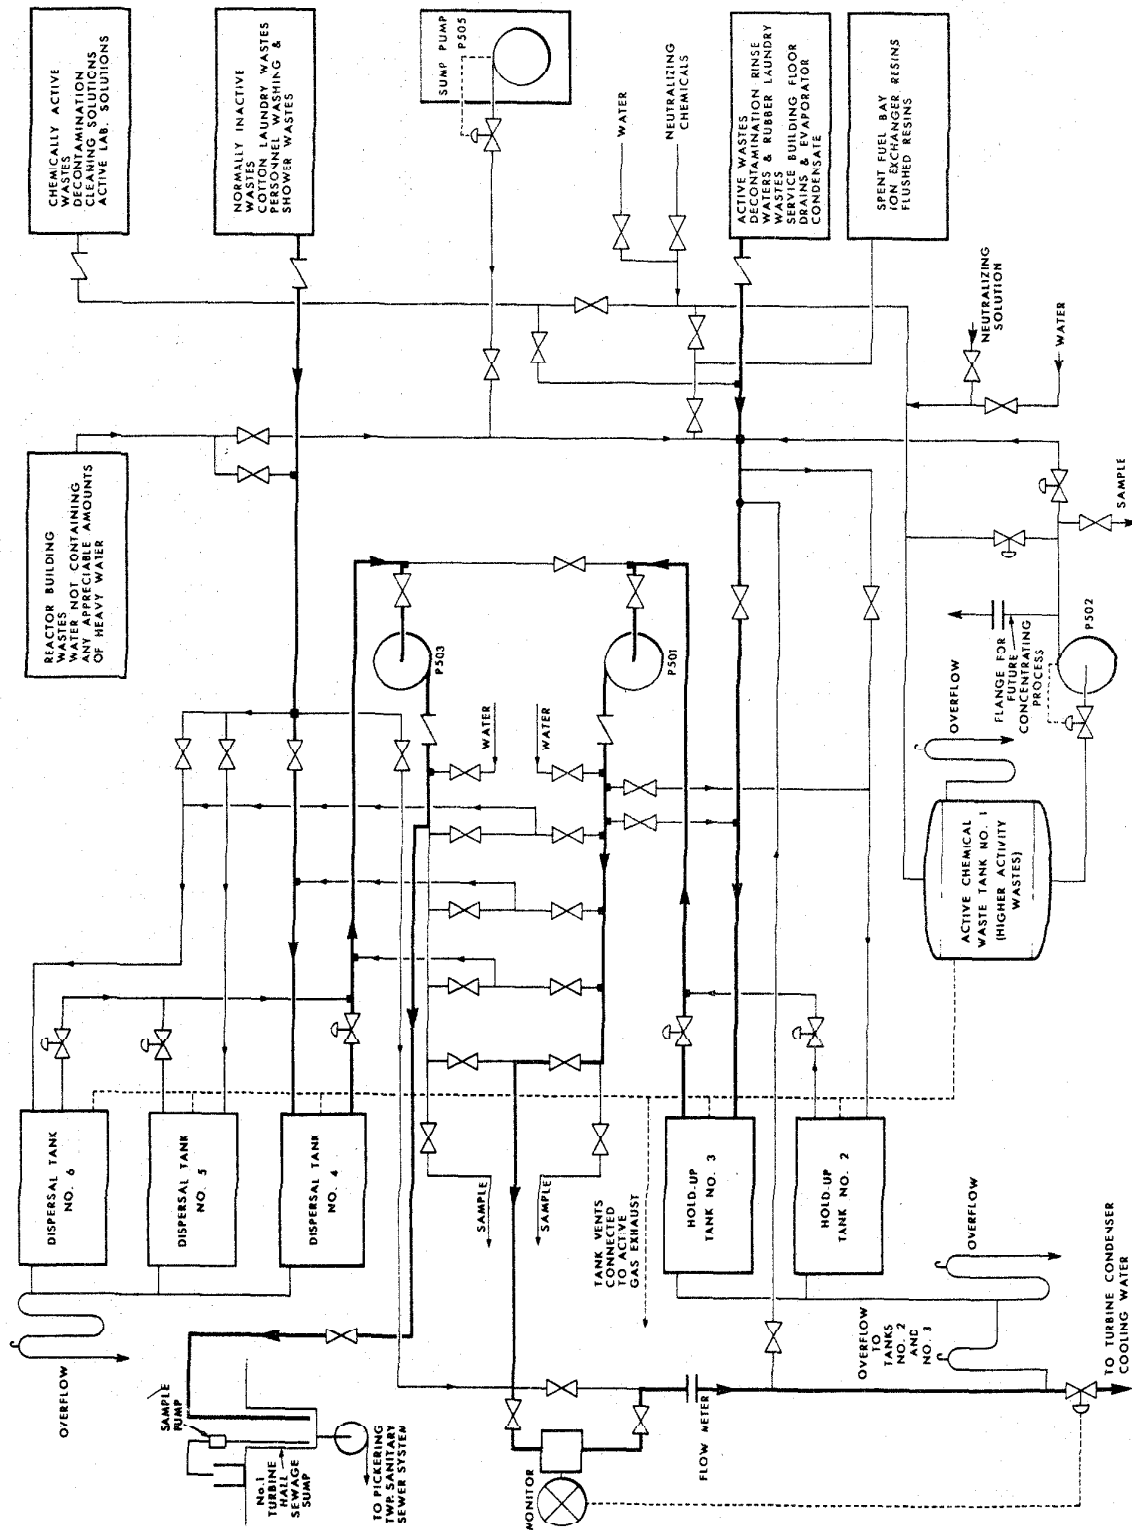 CHEMICALLY ACTIVE
WASTES
DECONTAMINATION
CLEANING SOLUTIONS
ACTIVE LAB. SOLUTIONS
NORMALLY INACTIVE
WASTES
COTTON LAUNDRY WASTES
PERSONNEL WASHING &
SHOWER WASTES
SUMP PUMP
P505
WATER
NEUTRALIZING
CHEMICALS
ACTIVE WASTES
DECONTAMINATION RINSE
WATERS & RUBBER LAUNDRY
WASTES
SERVICE BUILDING FLOOR
DRAINS & EVAPORATOR
CONDENSATE
SPENT FUEL BAY
ION EXCHANGER RESINS
FLUSHED RESINS
NEUTRALIZING
SOLUTION
WATER
REACTOR BUILDING
WASTES
WATER NOT CONTAINING
ANY APPRECIABLE AMOUNTS
OF HEAVY WATER
P503
P501
WATER
WATER
SAMPLE
P502
FLANGE FOR
FUTURE
CONCENTRATING
PROCESS
OVERFLOW
ACTIVE CHEMICAL
WASTE TANK NO. 1
(HIGHER ACTIVITY
WASTES)
DISPERSAL TANK
NO. 6
DISPERSAL TANK
NO. 5
DISPERSAL TANK
NO. 4
SAMPLE
SAMPLE
TANK VENTS
CONNECTED
TO ACTIVE
GAS EXHAUST
HOLD-UP
TANK NO. 3
HOLD-UP
TANK NO. 2
OVERFLOW
OVERFLOW
TO
TANKS
NO. 2
AND
NO. 3
OVERFLOW
SAMPLE
PUMP
No.1
TURBINE
HALL
SEWAGE
SUMP
TO PICKERING
TWP. SANITARY
SEWER SYSTEM
MONITOR
FLOW METER
TO TURBINE CONDENSER
COOLING WATER